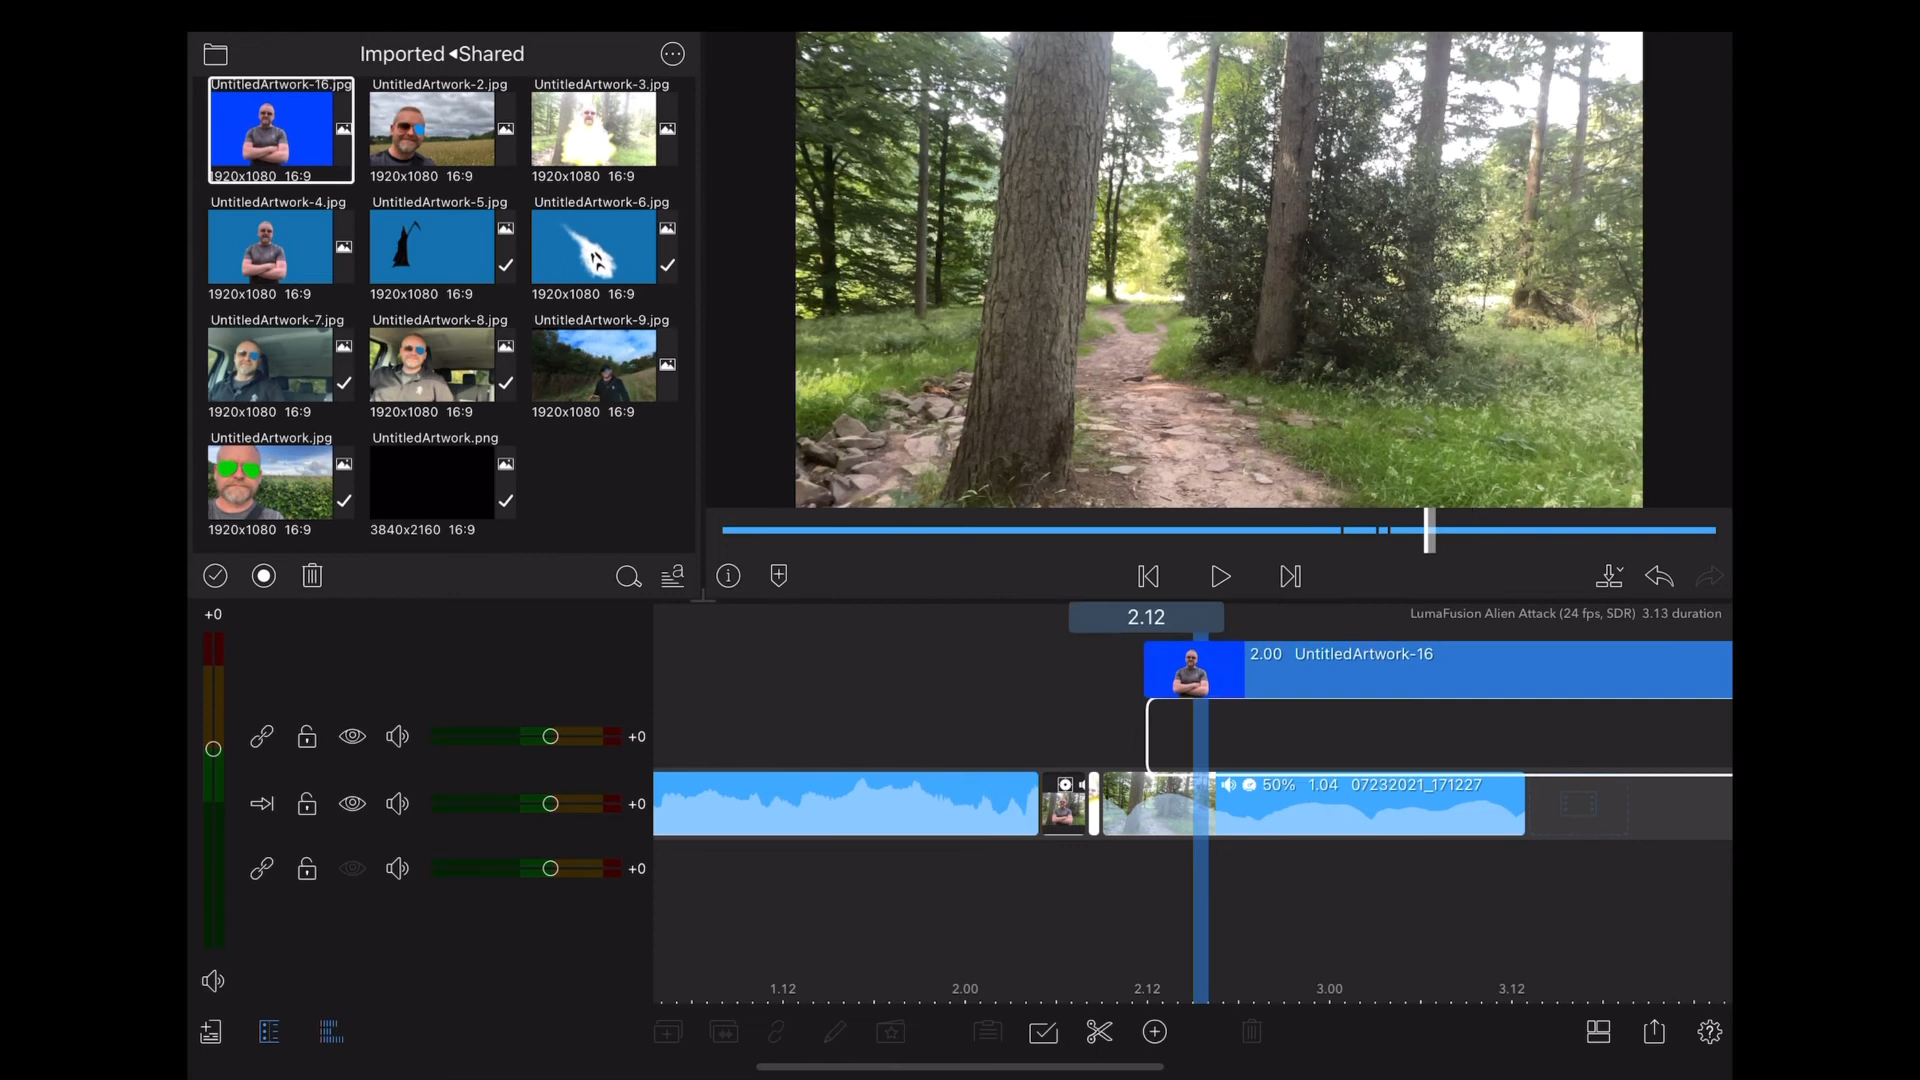 Imported◂Shared
UntitledArtwork-16.jpg
UntitledArtwork-2.jpg
UntitledArtwork-3.jpg
1920x1080 16:9
1920x1080 16:9
1920x1080 16:9
UntitledArtwork-4.jpg
UntitledArtwork-5.jpg
UntitledArtwork-6.jpg
1920x1080 16:9
1920x1080 16:9
1920x1080 16:9
UntitledArtwork-7.jpg
UntitledArtwork-8.jpg
UntitledArtwork-9.jpg
1920x1080 16:9
1920x1080 16:9
1920x1080 16:9
UntitledArtwork.jpg
UntitledArtwork.png
1920x1080 16:9
3840x2160 16:9
+0
2.12
LumaFusion Alien Attack (24 fps, SDR) 3.13 duration
2.00 UntitledArtwork-16
+0
50% 1.04 07232021_171227
+0
+0
1.12
2.00
2.12
3.00
3.12